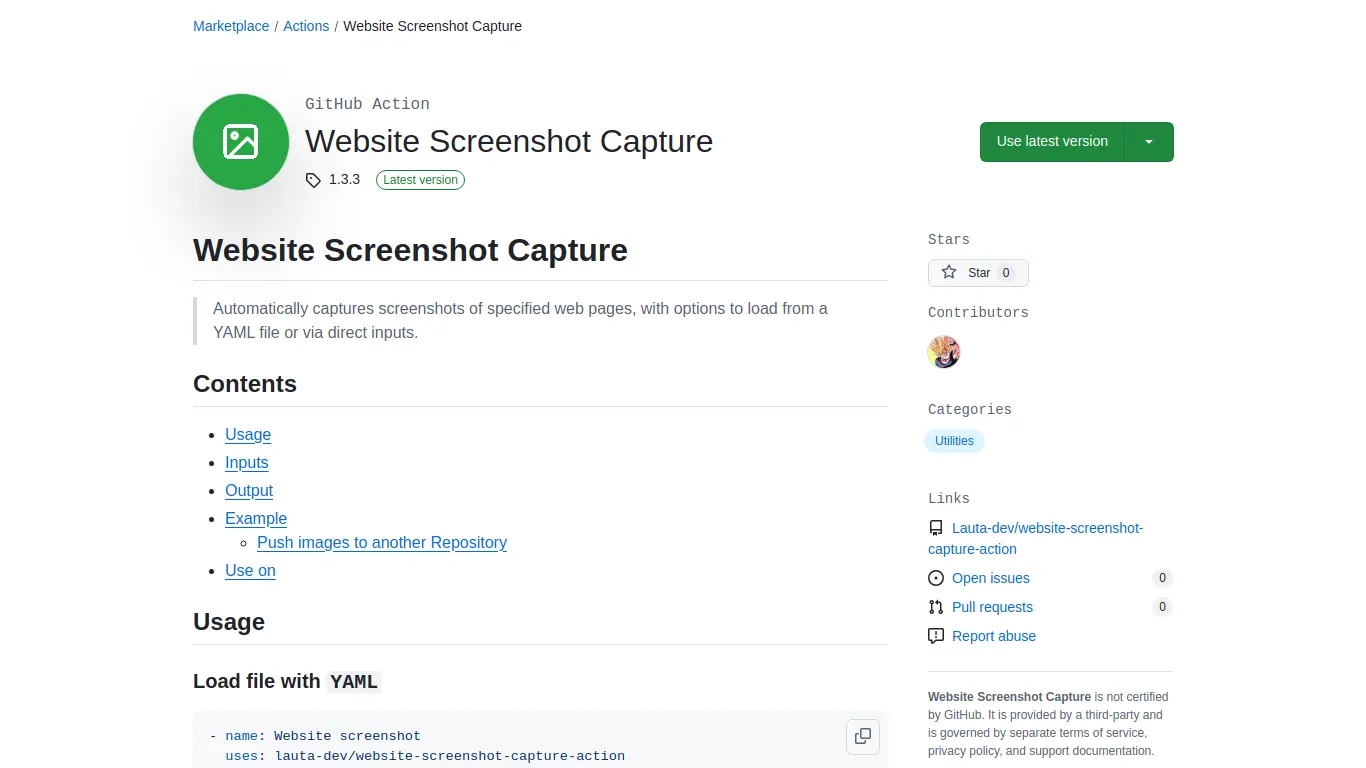 Marketplace / Actions / Website Screenshot Capture
GitHub Action
Website Screenshot Capture
1.3.3 Latest version
Use latest version
Website Screenshot Capture
Automatically captures screenshots of specified web pages, with options to load from a
YAML file or via direct inputs.
Contents
Usage
Inputs
Output
Example
Push images to another Repository
Use on
Usage
Load file with YAML
- name: Website screenshot
uses: lauta-dev/website-screenshot-capture-action
Stars
Star 0
Contributors
Categories
Utilities
Links
Lauta-dev/website-screenshot-
capture-action
Open issues 0
Pull requests 0
Report abuse
Website Screenshot Capture is not certified
by GitHub. It is provided by a third-party and
is governed by separate terms of service,
privacy policy, and support documentation.